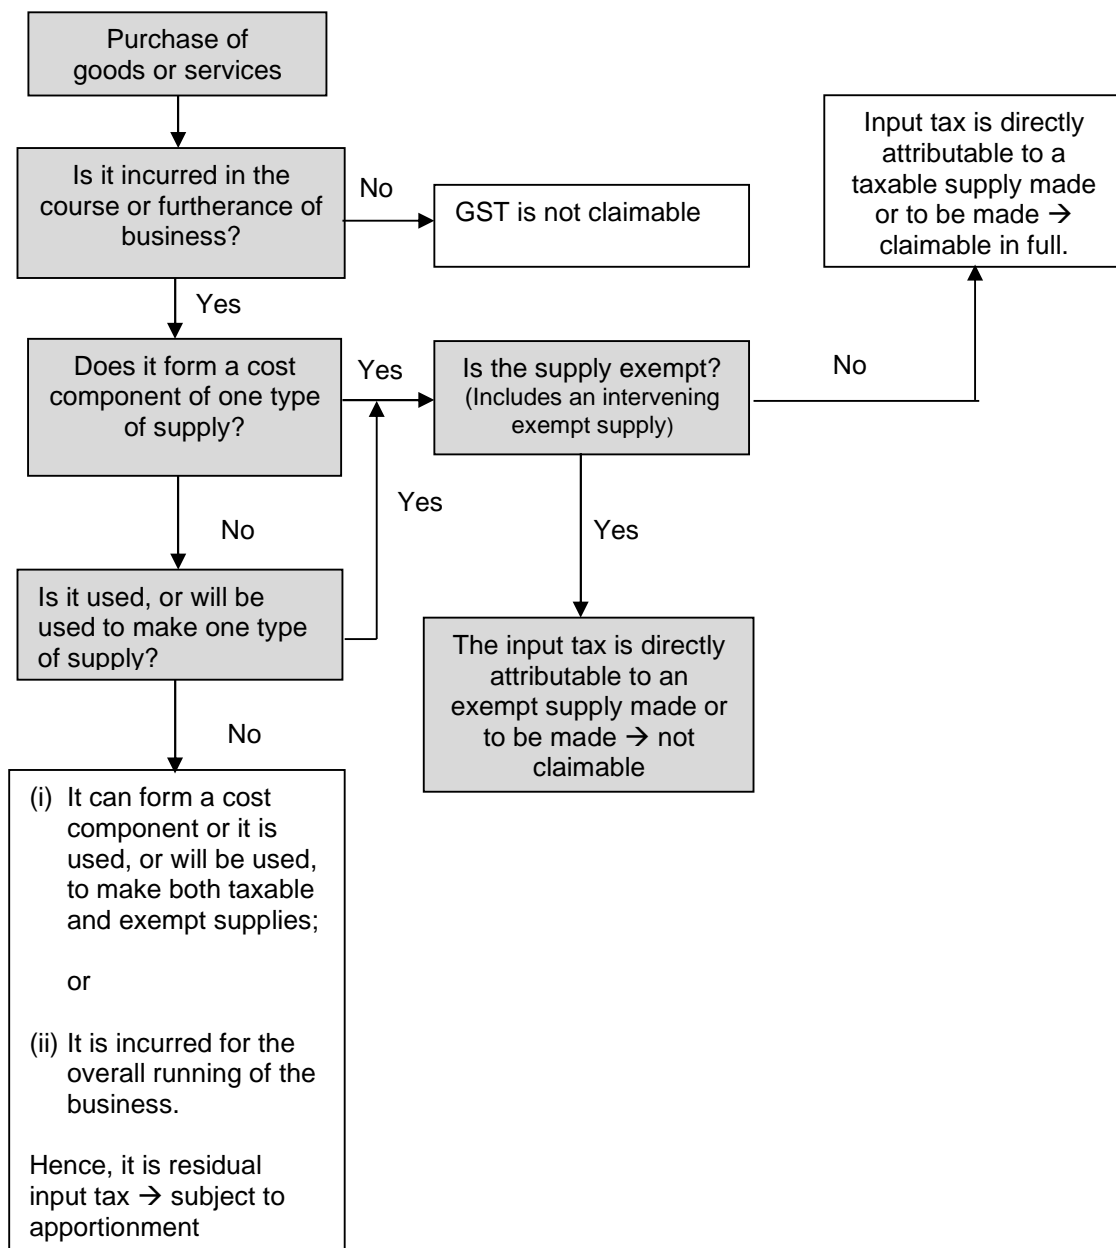 Purchase of
goods or services
Is it incurred in the
course or furtherance of
business?
No
GST is not claimable
Input tax is directly
attributable to a
taxable supply made
or to be made →
claimable in full.
Yes
Does it form a cost
component of one type
of supply?
Yes
Is the supply exempt?
(Includes an intervening
exempt supply)
No
Yes
No
Yes
Is it used, or will be
used to make one type
of supply?
The input tax is directly
attributable to an
exempt supply made or
to be made → not
claimable
No
(i) It can form a cost
component or it is
used, or will be used,
to make both taxable
and exempt supplies;
or
(ii) It is incurred for the
overall running of the
business.
Hence, it is residual
input tax → subject to
apportionment